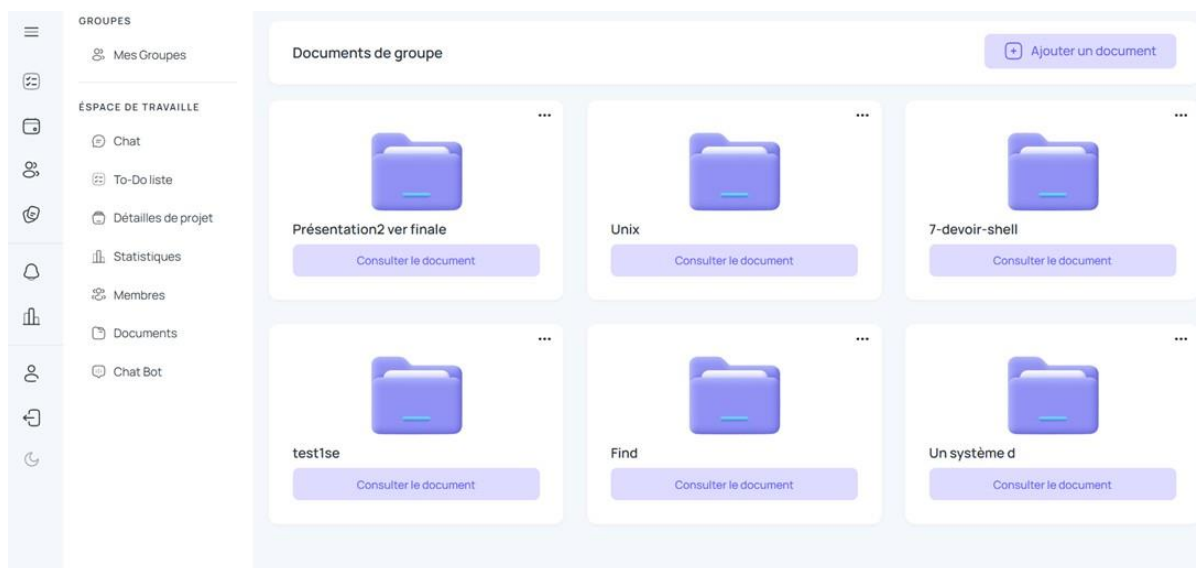 GROUPES
Mes Groupes
ÉSPACE DE TRAVAILLE
Chat
To-Do liste
Détailles de projet
Statistiques
Membres
Documents
Chat Bot
Documents de groupe
Ajouter un document
Présentation2 ver finale
Unix
7-devoir-shell
Consulter le document
Consulter le document
Consulter le document
test1se
Find
Un système d
Consulter le document
Consulter le document
Consulter le document